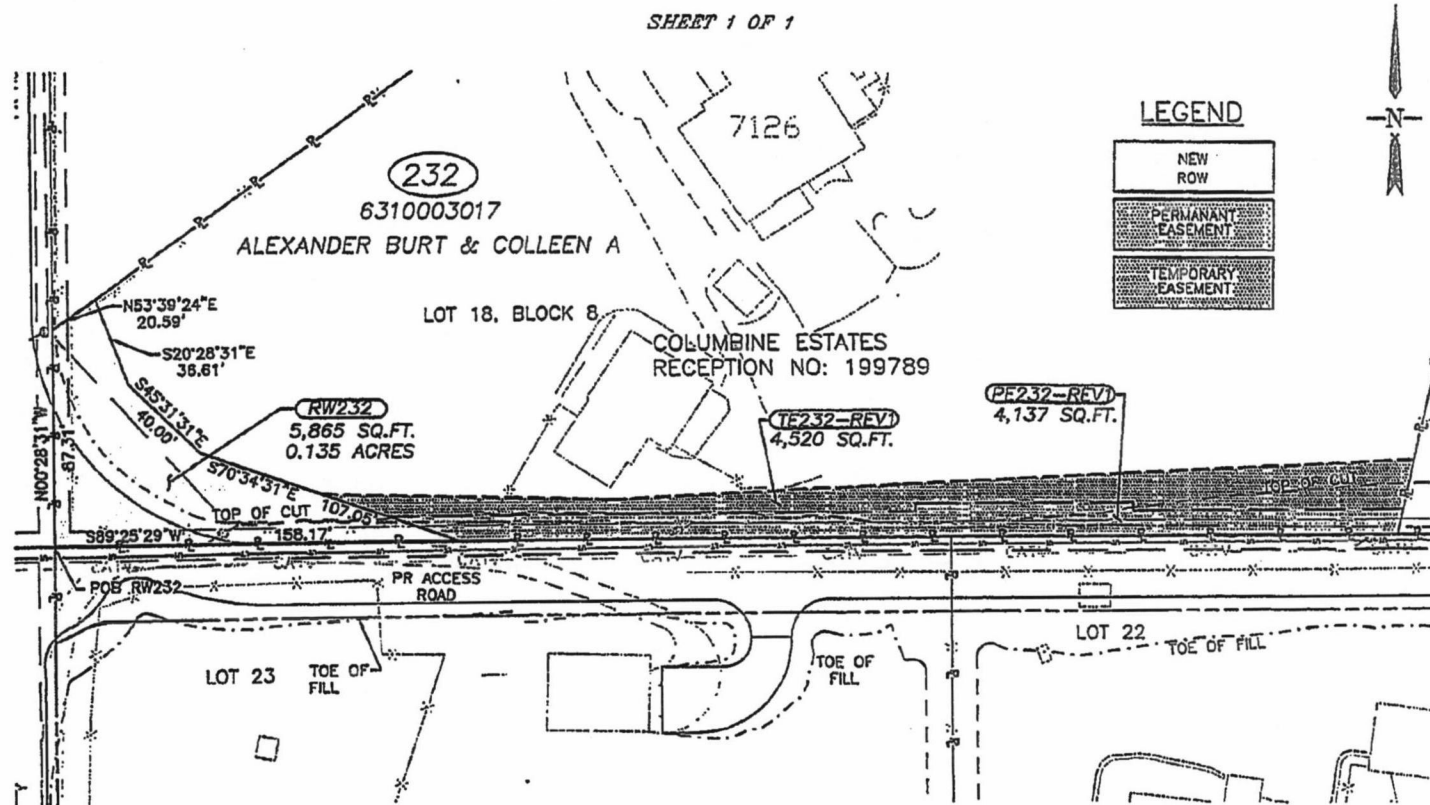 SHEET 1 OF 1
7126
LEGEND
NEW
ROW
PERMANANT
EASEMENT
TEMPORARY
EASEMENT
N
232
6310003017
ALEXANDER BURT & COLLEEN A
LOT 18, BLOCK 8
COLUMBINE ESTATES
RECEPTION NO: 199789
N53°39'24"E
20.59'
S20°28'31"E
36.61'
S45°31'31"E
40.00'
RW232
5,865 SQ.FT.
0.135 ACRES
TE232-REV1
4,520 SQ.FT.
PE232-REV1
4,137 SQ.FT.
N00°28'31"W
87.31
S70°34'31"E
107.05'
TOP OF CUT
TOP OF CUT
S89°25'29"W
158.17'
POB RW232
PR ACCESS
ROAD
LOT 23
TOE OF
FILL
TOE OF
FILL
LOT 22
TOE OF FILL